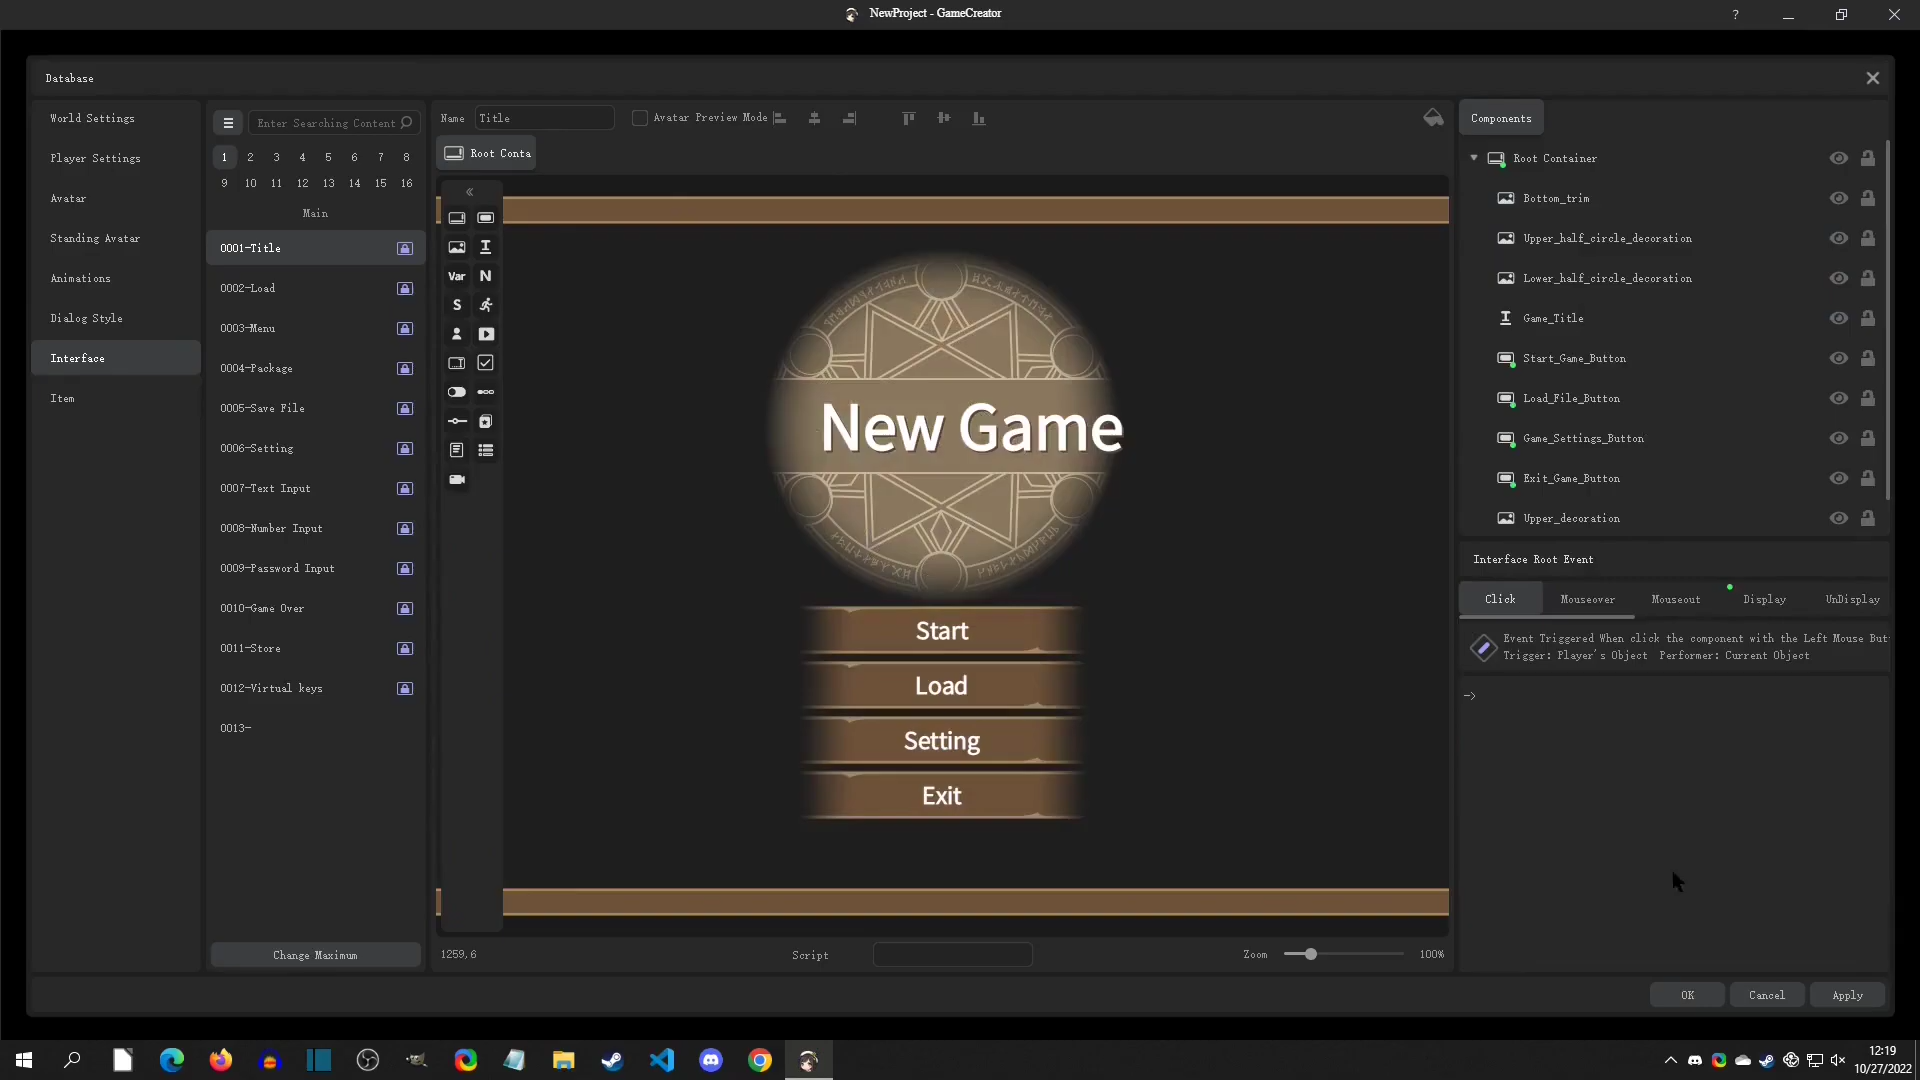 NewProject - GameCreator
?
Database
World Settings
Player Settings
Avatar
Standing Avatar
Animations
Dialog Style
Interface
Item
Enter Searching Content
1 2 3 4 5 6 7 8
9 10 11 12 13 14 15 16
Main
0001-Title
0002-Load
0003-Menu
0004-Package
0005-Save File
0006-Setting
0007-Text Input
0008-Number Input
0009-Password Input
0010-Game Over
0011-Store
0012-Virtual keys
0013-
Change Maximum
Name Title Avatar Preview Mode
Root Conta
Var N
S
New Game
Start
Load
Setting
Exit
1259,6 Script Zoom 100%
Components
Root Container
Bottom_trim
Upper_half_circle_decoration
Lower_half_circle_decoration
Game_Title
Start_Game_Button
Load_File_Button
Game_Settings_Button
Exit_Game_Button
Upper_decoration
Interface Root Event
Click Mouseover Mouseout Display UnDisplay
Event Triggered When click the component with the Left Mouse But
Trigger: Player's Object Performer: Current Object
->
OK Cancel Apply
12:19
10/27/2022